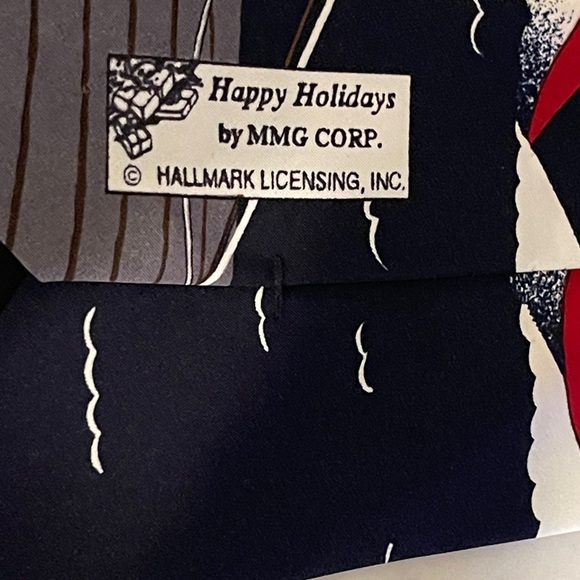 Happy Holidays
by MMG CORP.
© HALLMARK LICENSING, INC.